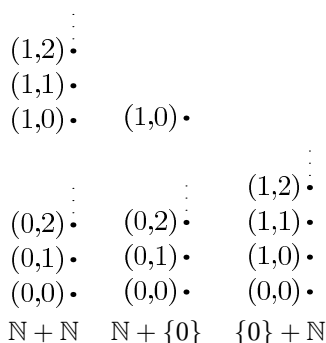 (1,2)
(1,1)
(1,0) (1,0)
(1,2)
(0,2) (0,2) (1,1)
(0,1) (0,1) (1,0)
(0,0) (0,0) (0,0)
ℕ + ℕ ℕ + {0} {0} + ℕ